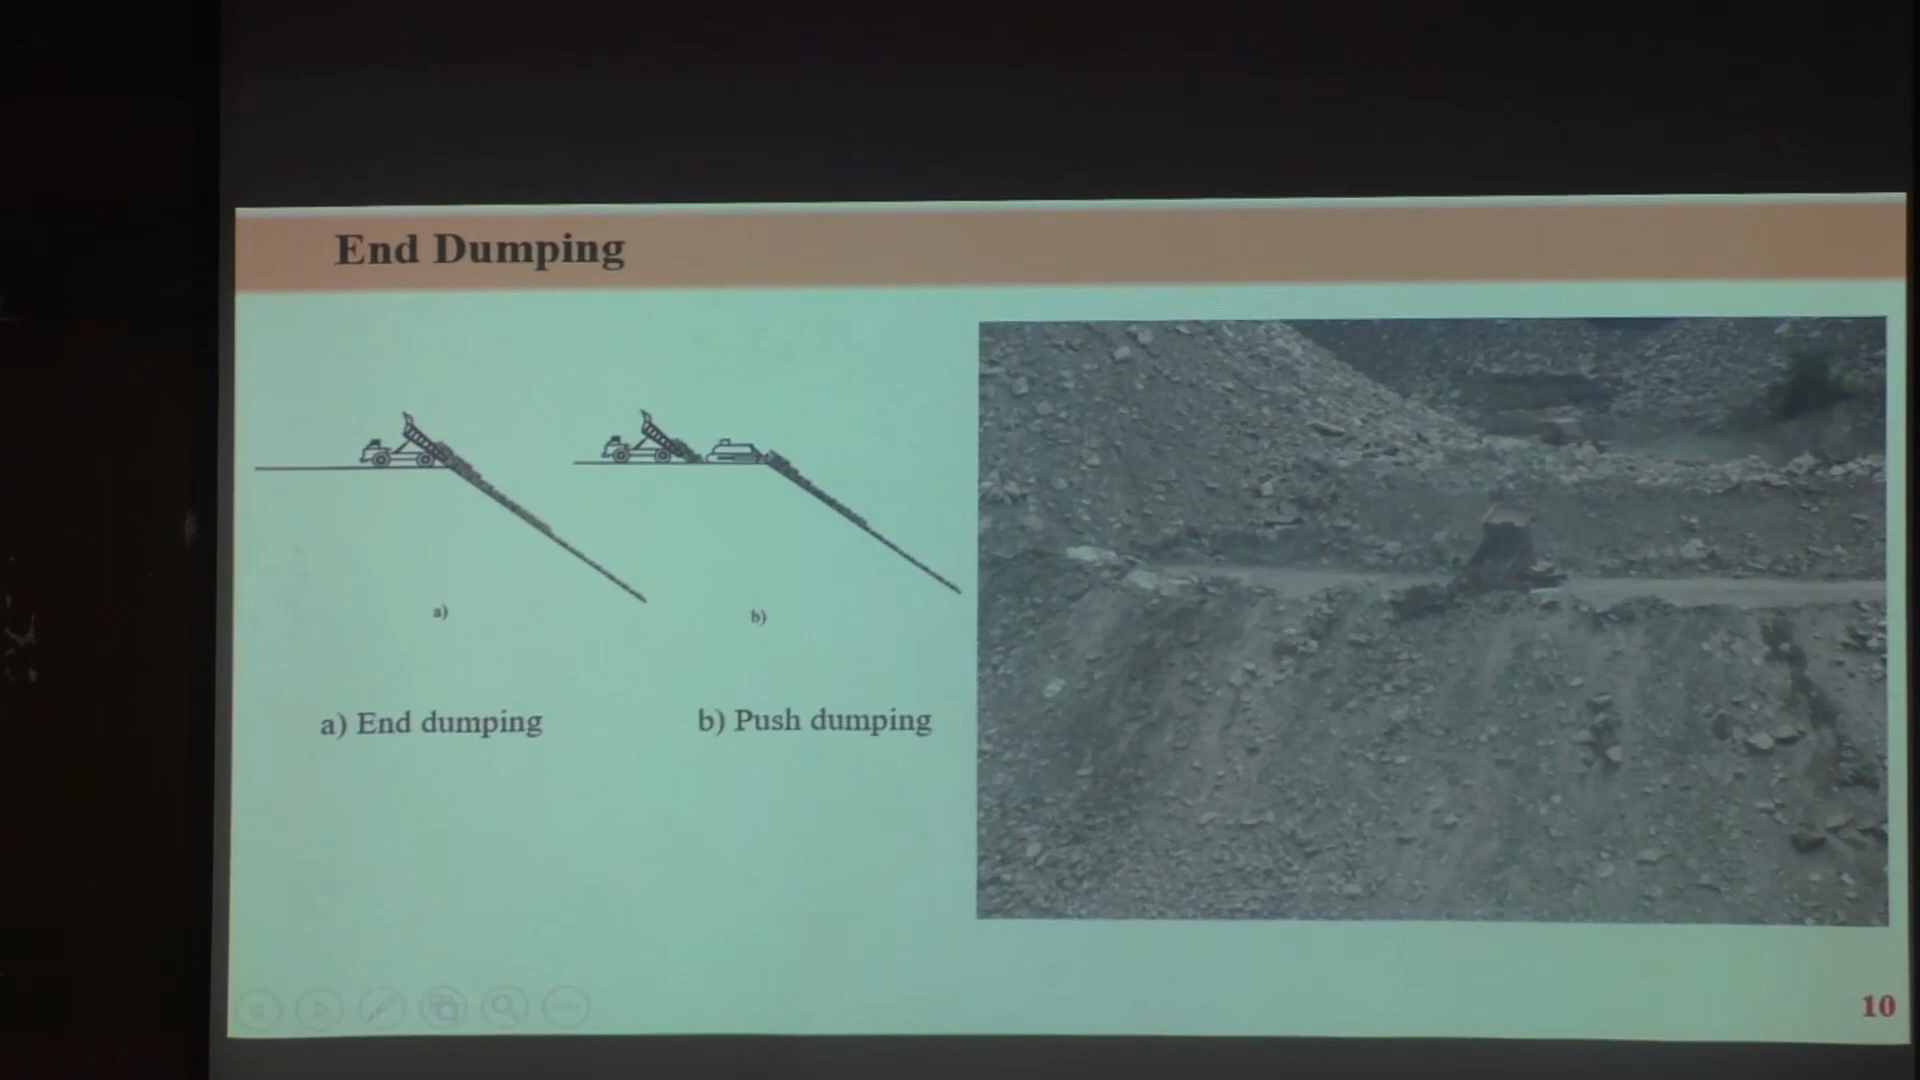 End Dumping
a)
b)
a) End dumping
b) Push dumping
10